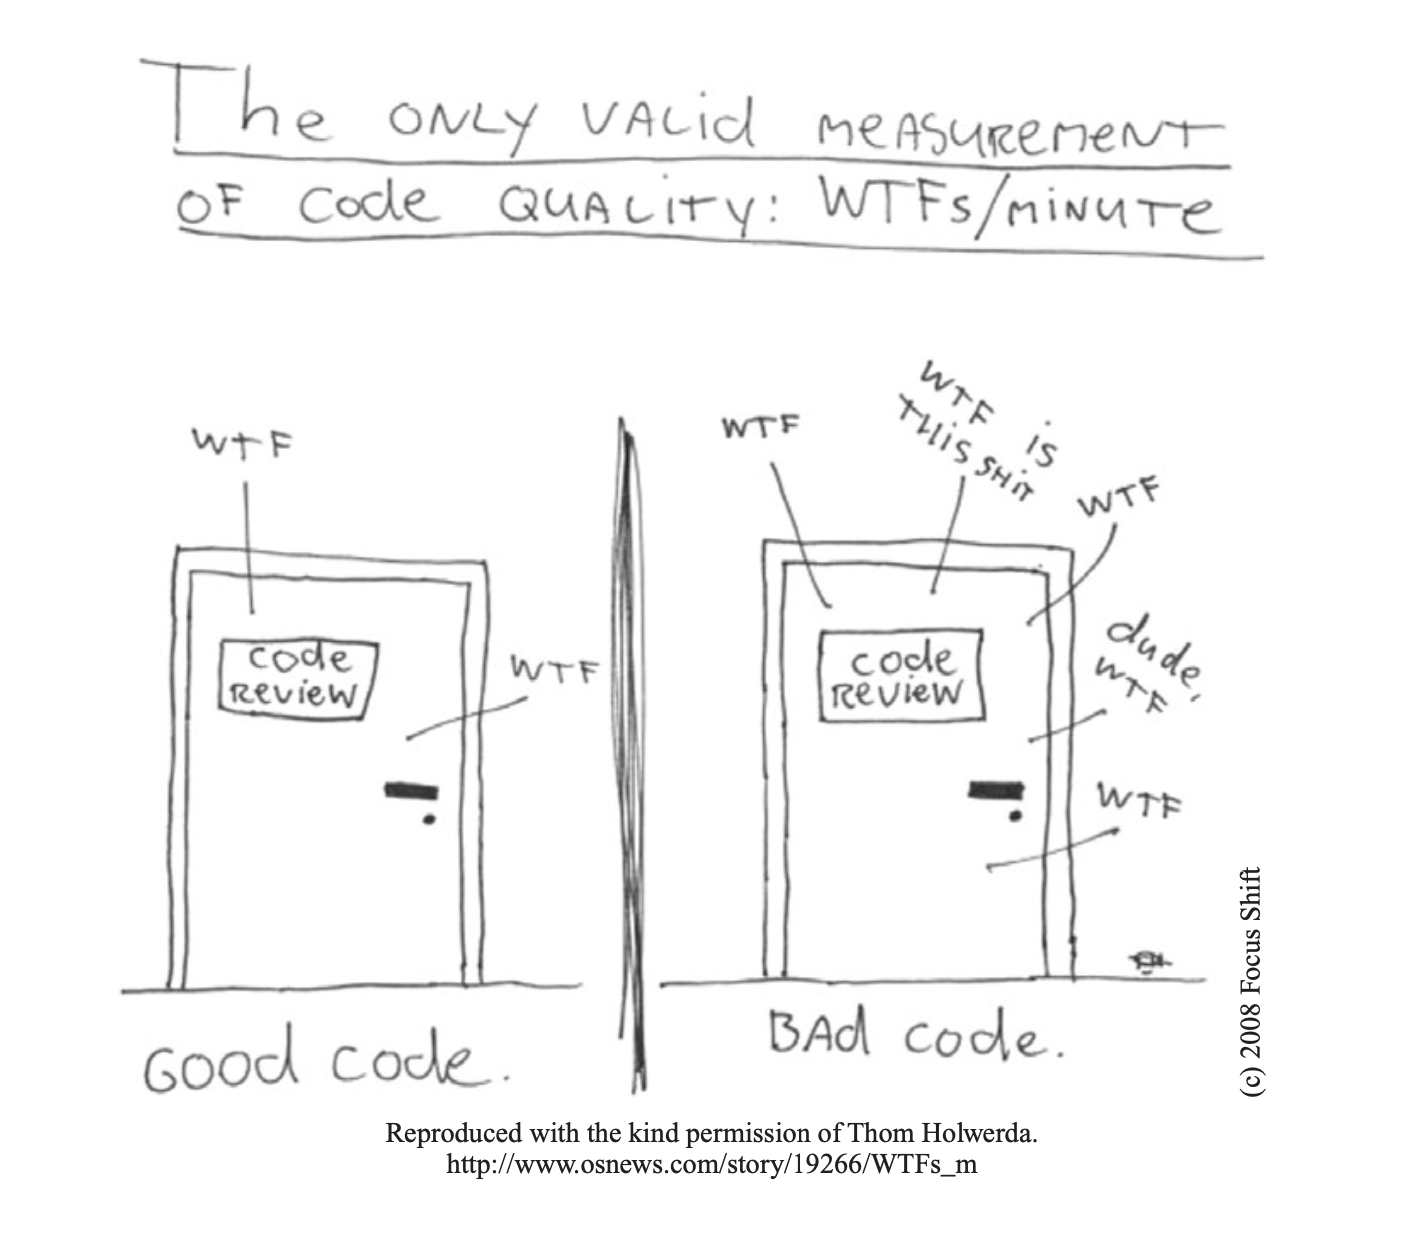 The ONLY VALid meASUReMENT
OF Code QUALITY: WTFs/MiNUTe
WTF
Code
Review
WTF
Good Code.
WTF
WTF is
THiS SHiT
WTF
dude,
WTF
Code
Review
WTF
BAd Code.
(c) 2008 Focus Shift
Reproduced with the kind permission of Thom Holwerda.
http://www.osnews.com/story/19266/WTFs_m